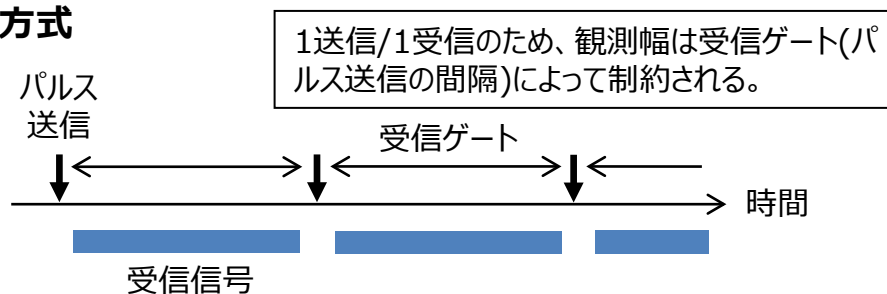 方式
1送信/1受信のため、観測幅は受信ゲート(パ
ルス送信の間隔)によって制約される。
パルス
送信
受信ゲート
時間
受信信号